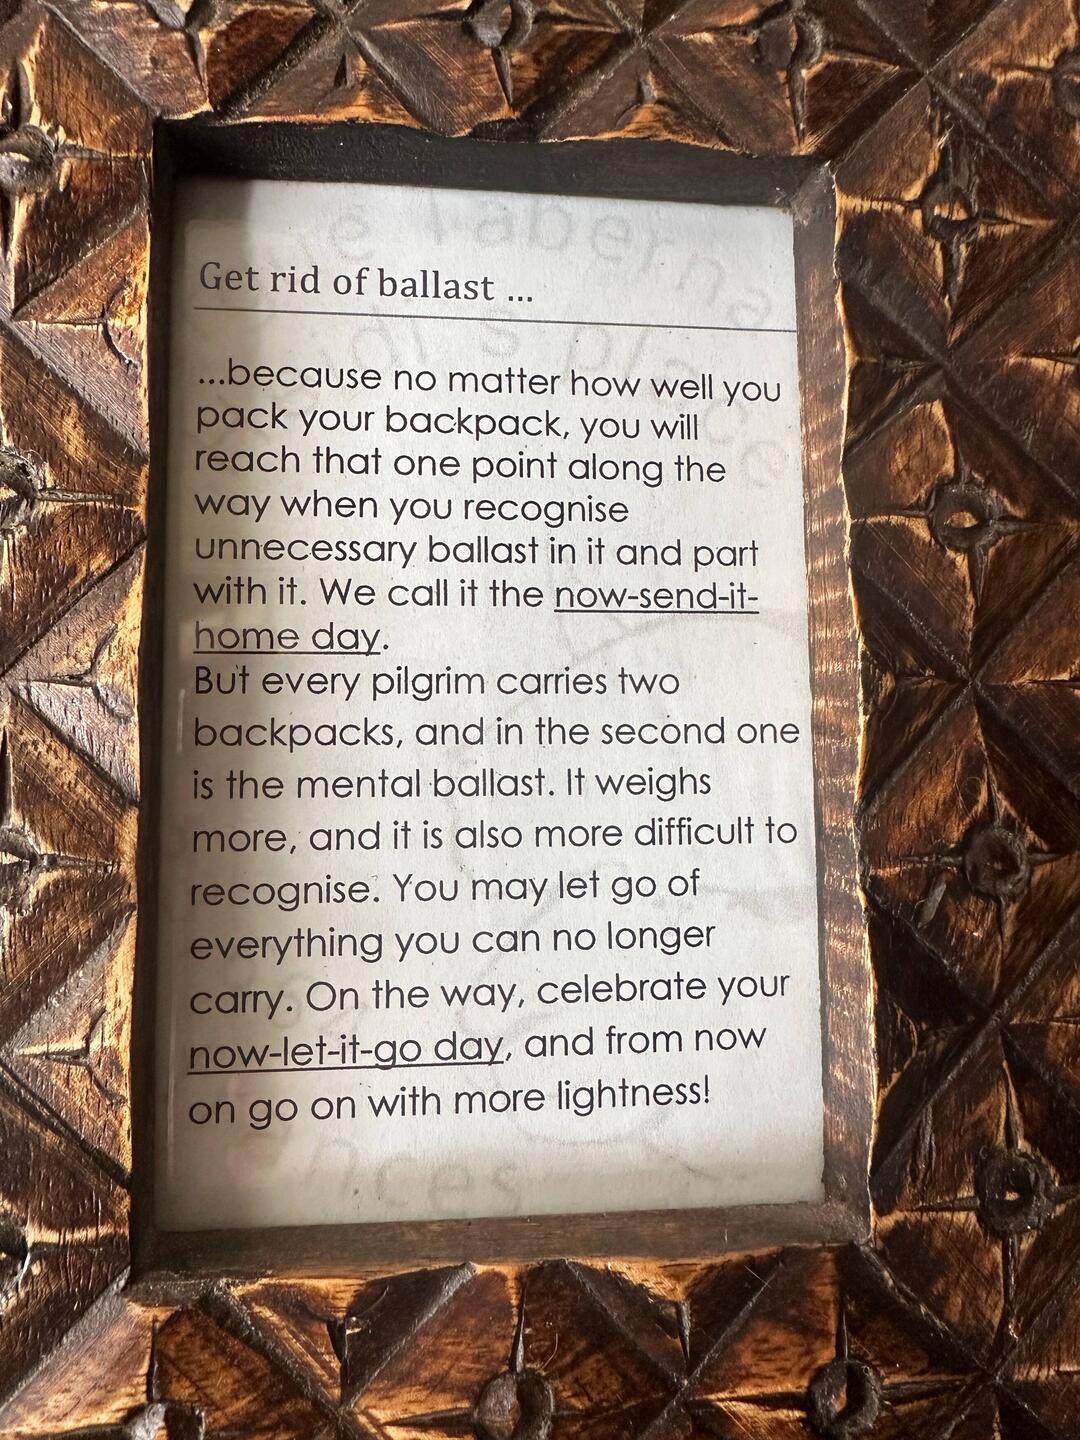 Get rid of ballast ...
...because no matter how well you
pack your backpack, you will
reach that one point along the
way when you recognise
unnecessary ballast in it and part
with it. We call it the now-send-it-
home day.
But every pilgrim carries two
backpacks, and in the second one
is the mental ballast. It weighs
more, and it is also more difficult to
recognise. You may let go of
everything you can no longer
carry. On the way, celebrate your
now-let-it-go day, and from now
on go on with more lightness!